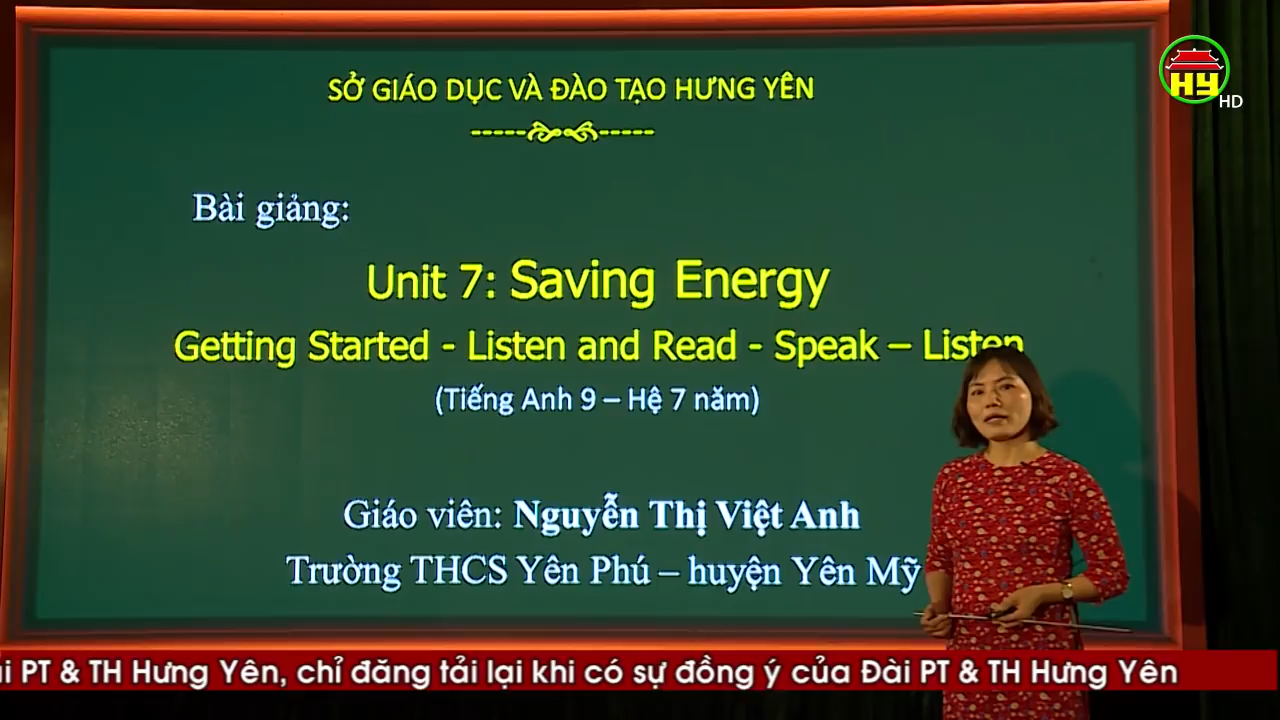 SỞ GIÁO DỤC VÀ ĐÀO TẠO HƯNG YÊN
HY
HD
Bài giảng:
Unit 7: Saving Energy
Getting Started - Listen and Read - Speak – Listen
(Tiếng Anh 9 – Hệ 7 năm)
Giáo viên: Nguyễn Thị Việt Anh
Trường THCS Yên Phú – huyện Yên Mỹ
PT & TH Hưng Yên, chỉ đăng tải lại khi có sự đồng ý của Đài PT & TH Hưng Yên